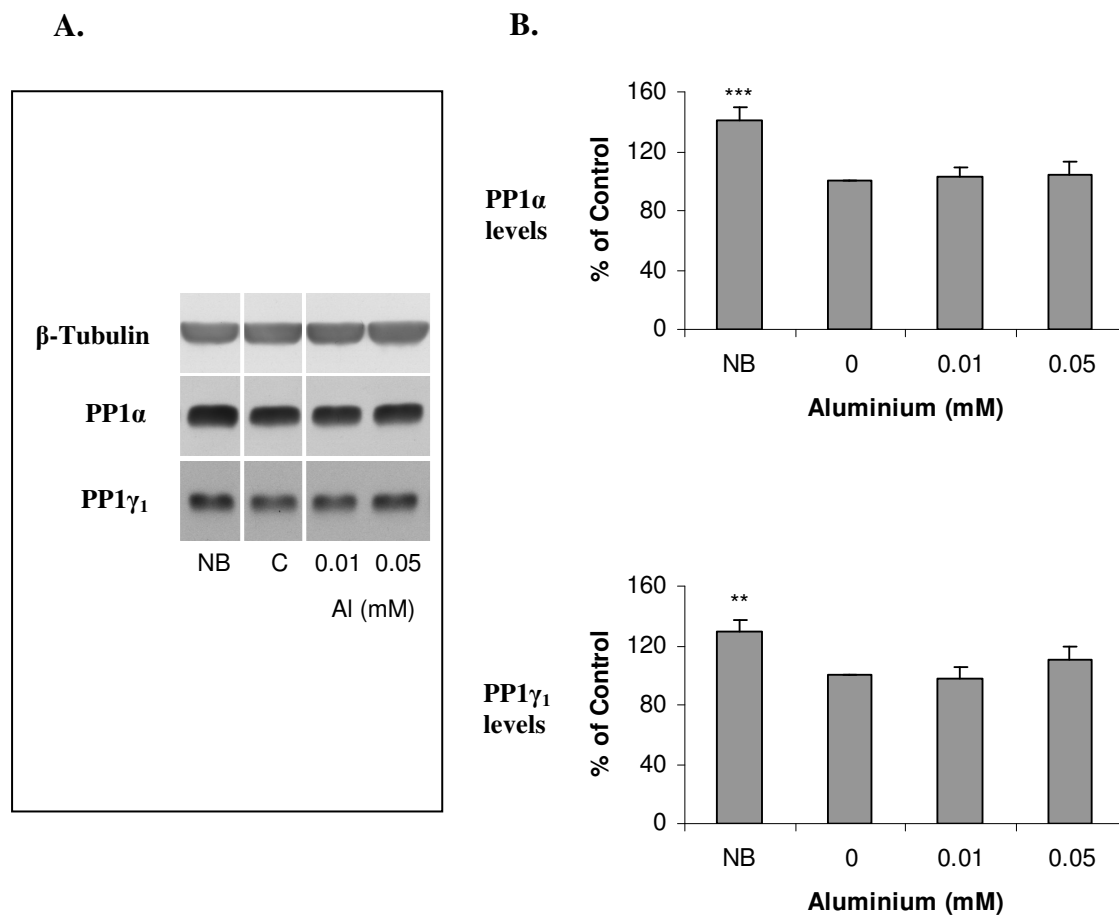 A.
β-Tubulin
PP1α
PP1γ₁
NB C 0.01 0.05
Al (mM)
B.
PP1α
levels
% of Control
160
120
80
40
0
***
NB 0 0.01 0.05
Aluminium (mM)
PP1γ₁
levels
% of Control
160
120
80
40
0
**
NB 0 0.01 0.05
Aluminium (mM)